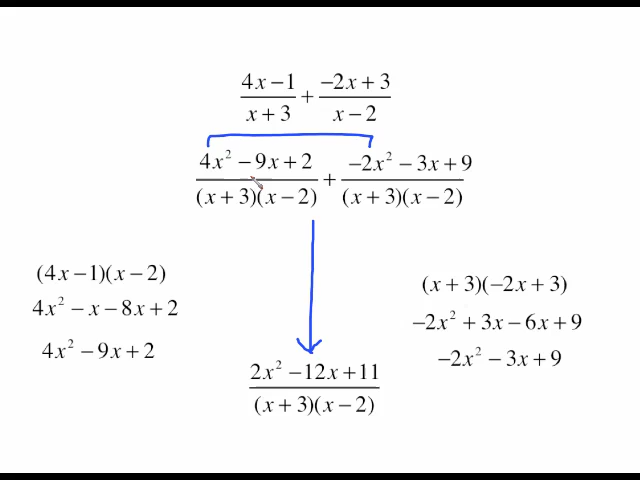 (4x − 1)/(x + 3) + (−2x + 3)/(x − 2)
(4x² − 9x + 2)/((x + 3)(x − 2)) + (−2x² − 3x + 9)/((x + 3)(x − 2))
(4x − 1)(x − 2)
4x² − x − 8x + 2
4x² − 9x + 2
(x + 3)(−2x + 3)
−2x² + 3x − 6x + 9
−2x² − 3x + 9
(2x² − 12x + 11)/((x + 3)(x − 2))